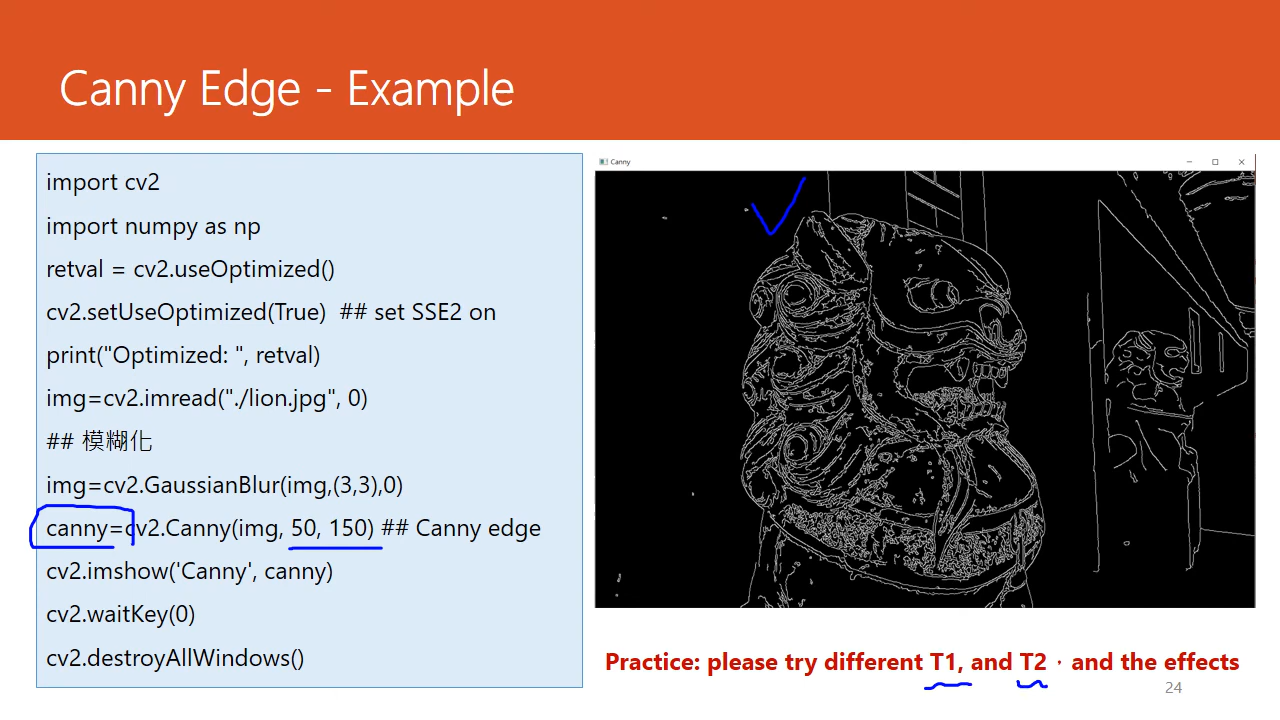 Canny Edge - Example
import cv2
import numpy as np
retval = cv2.useOptimized()
cv2.setUseOptimized(True)  ## set SSE2 on
print("Optimized: ", retval)
img=cv2.imread("./lion.jpg", 0)
## 模糊化
img=cv2.GaussianBlur(img,(3,3),0)
canny=cv2.Canny(img, 50, 150) ## Canny edge
cv2.imshow('Canny', canny)
cv2.waitKey(0)
cv2.destroyAllWindows()
Canny
Practice: please try different T1, and T2，and the effects
24